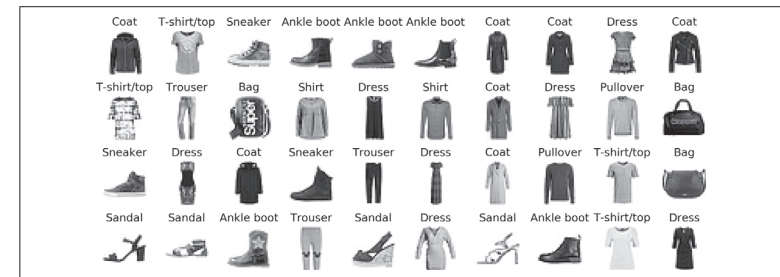 Coat T-shirt/top Sneaker Ankle boot Ankle boot Ankle boot Coat Coat Dress Coat
T-shirt/top Trouser Bag Shirt Dress Shirt Coat Dress Pullover Bag
Super
Sneaker Dress Coat Sneaker Trouser Dress Coat Pullover T-shirt/top Bag
Sandal Sandal Ankle boot Trouser Sandal Dress Sandal Ankle boot T-shirt/top Dress